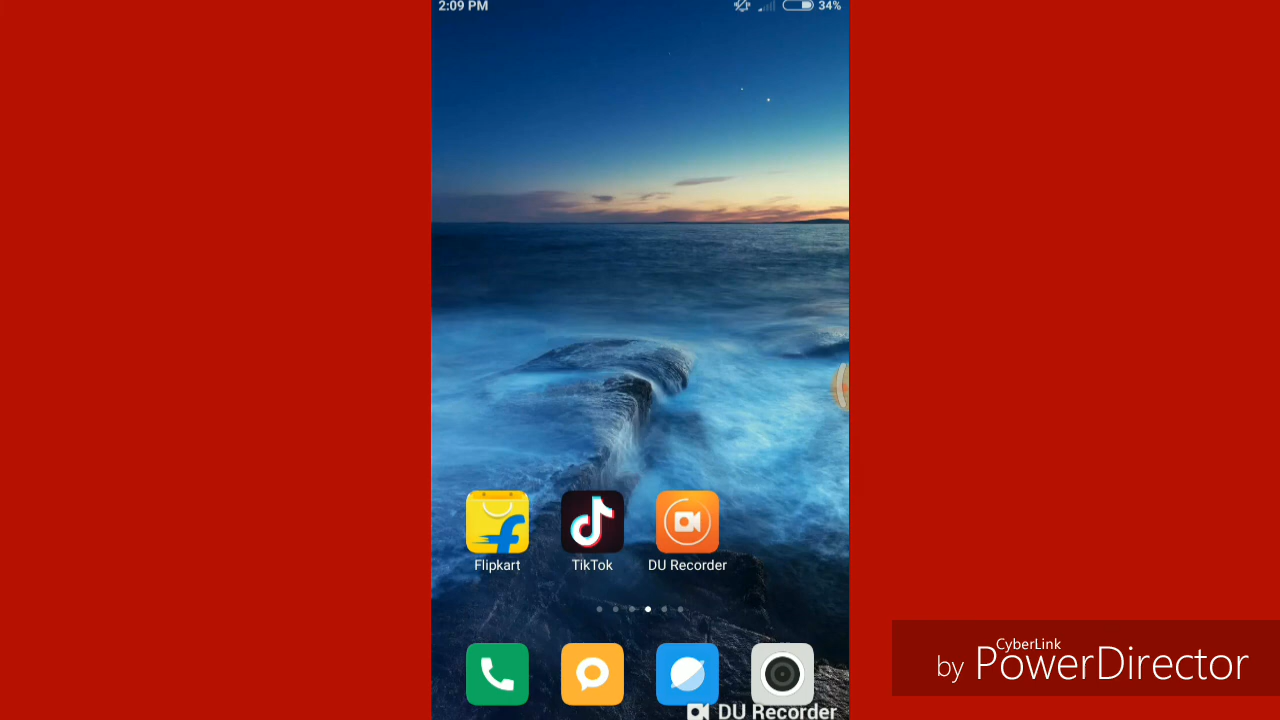 2:09 PM
34%
Flipkart
TikTok
DU Recorder
DU Recorder
CyberLink
by PowerDirector